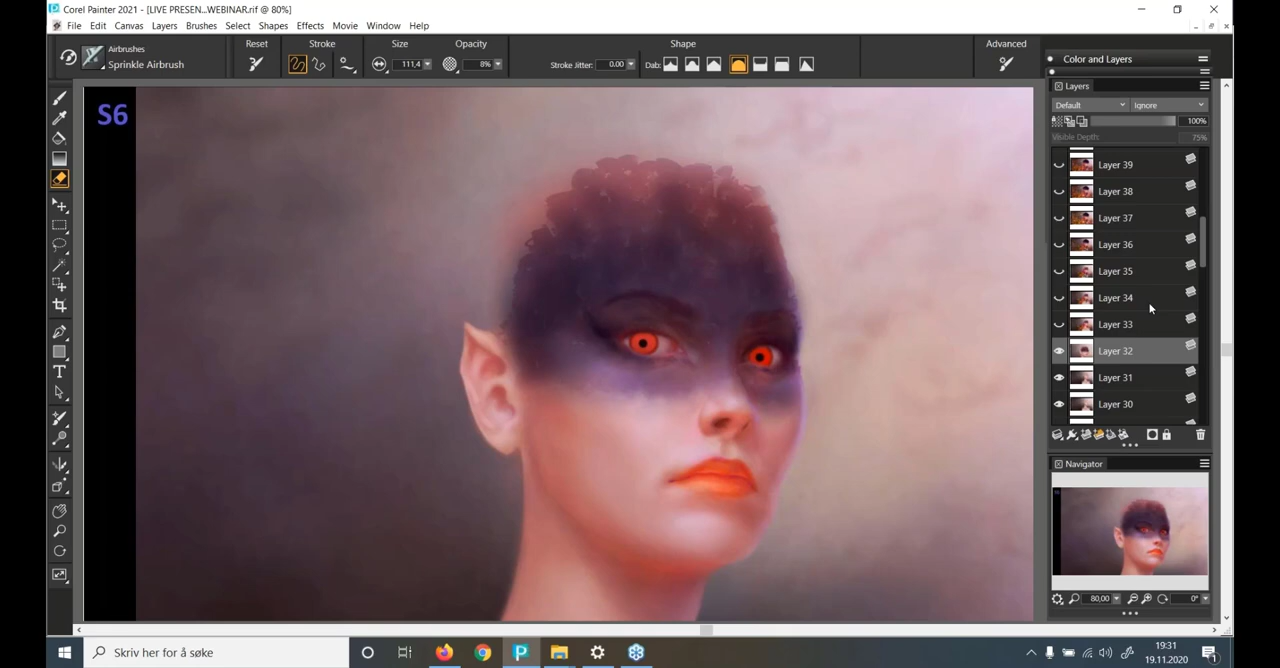 Corel Painter 2021 - [LIVE PRESEN...WEBINAR.rif @ 80%]
File Edit Canvas Layers Brushes Select Shapes Effects Movie Window Help
Airbrushes
Sprinkle Airbrush
Reset
Stroke
Size
111,4
Opacity
8%
Shape
Stroke Jitter: 0.00
Dab:
Advanced
Color and Layers
Layers
Default
Ignore
100%
Visible Depth: 75%
S6
Layer 39
Layer 38
Layer 37
Layer 36
Layer 35
Layer 34
Layer 33
Layer 32
Layer 31
Layer 30
Navigator
80,00
0°
T
Skriv her for å søke
19:31
19.11.2020